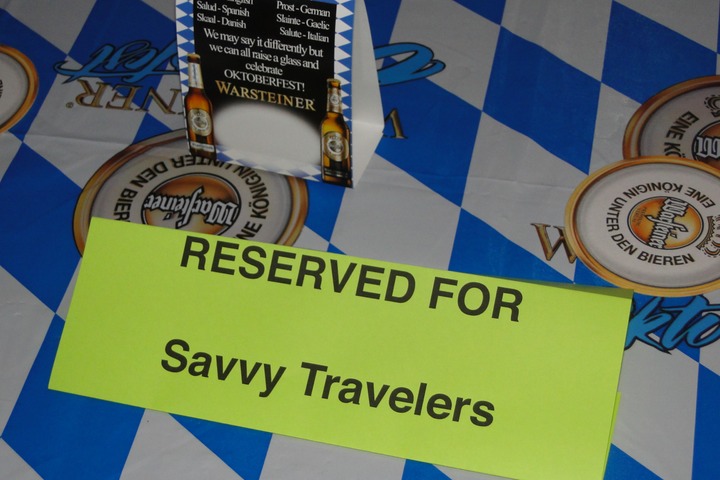 Prost - German
Salud - Spanish
Slainte - Gaelic
Skaal - Danish
Salute - Italian
We may say it differently but
we can all raise a glass and
celebrate
OKTOBERFEST!
WARSTEINER
EINE KÖNIGIN UNTER DEN BIEREN
Warsteiner
EINE KÖNIGIN UNTER DEN BIEREN
Warsteiner
RESERVED FOR
Savvy Travelers